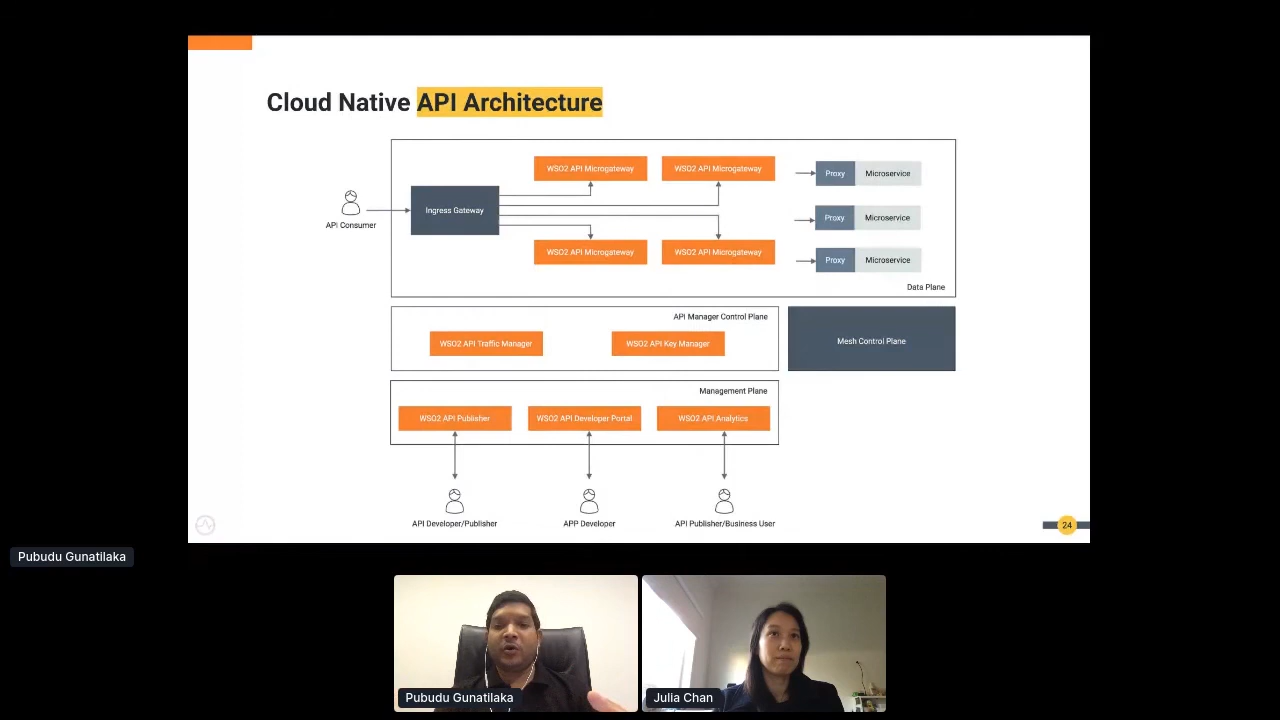 Cloud Native API Architecture
WSO2 API Microgateway
WSO2 API Microgateway
Proxy
Microservice
Ingress Gateway
API Consumer
Proxy
Microservice
WSO2 API Microgateway
WSO2 API Microgateway
Proxy
Microservice
Data Plane
API Manager Control Plane
WSO2 API Traffic Manager
WSO2 API Key Manager
Mesh Control Plane
Management Plane
WSO2 API Publisher
WSO2 API Developer Portal
WSO2 API Analytics
API Developer/Publisher
APP Developer
API Publisher/Business User
24
Pubudu Gunatilaka
Pubudu Gunatilaka
Julia Chan